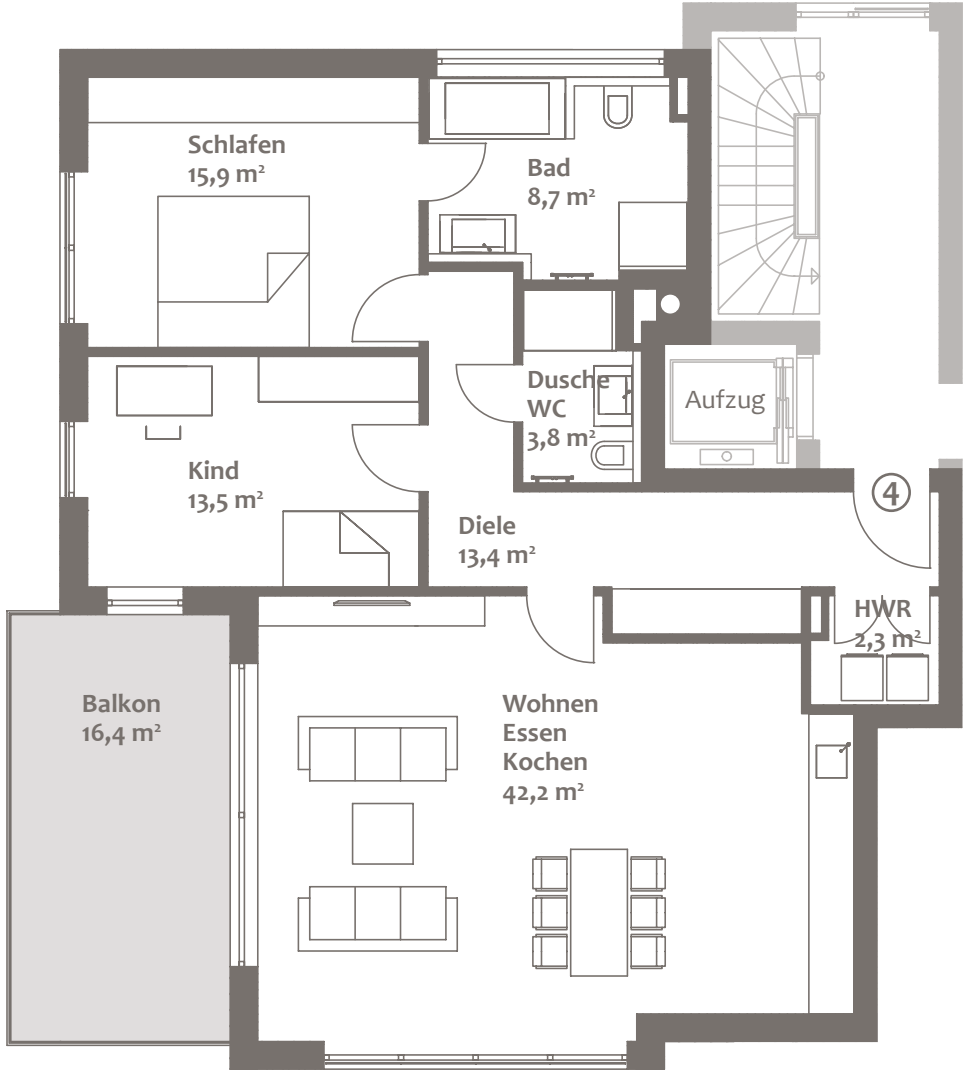 Schlafen
15,9 m²
Bad
8,7 m²
Dusche
WC
3,8 m²
Aufzug
Kind
13,5 m²
4
Diele
13,4 m²
HWR
2,3 m²
Balkon
16,4 m²
Wohnen
Essen
Kochen
42,2 m²